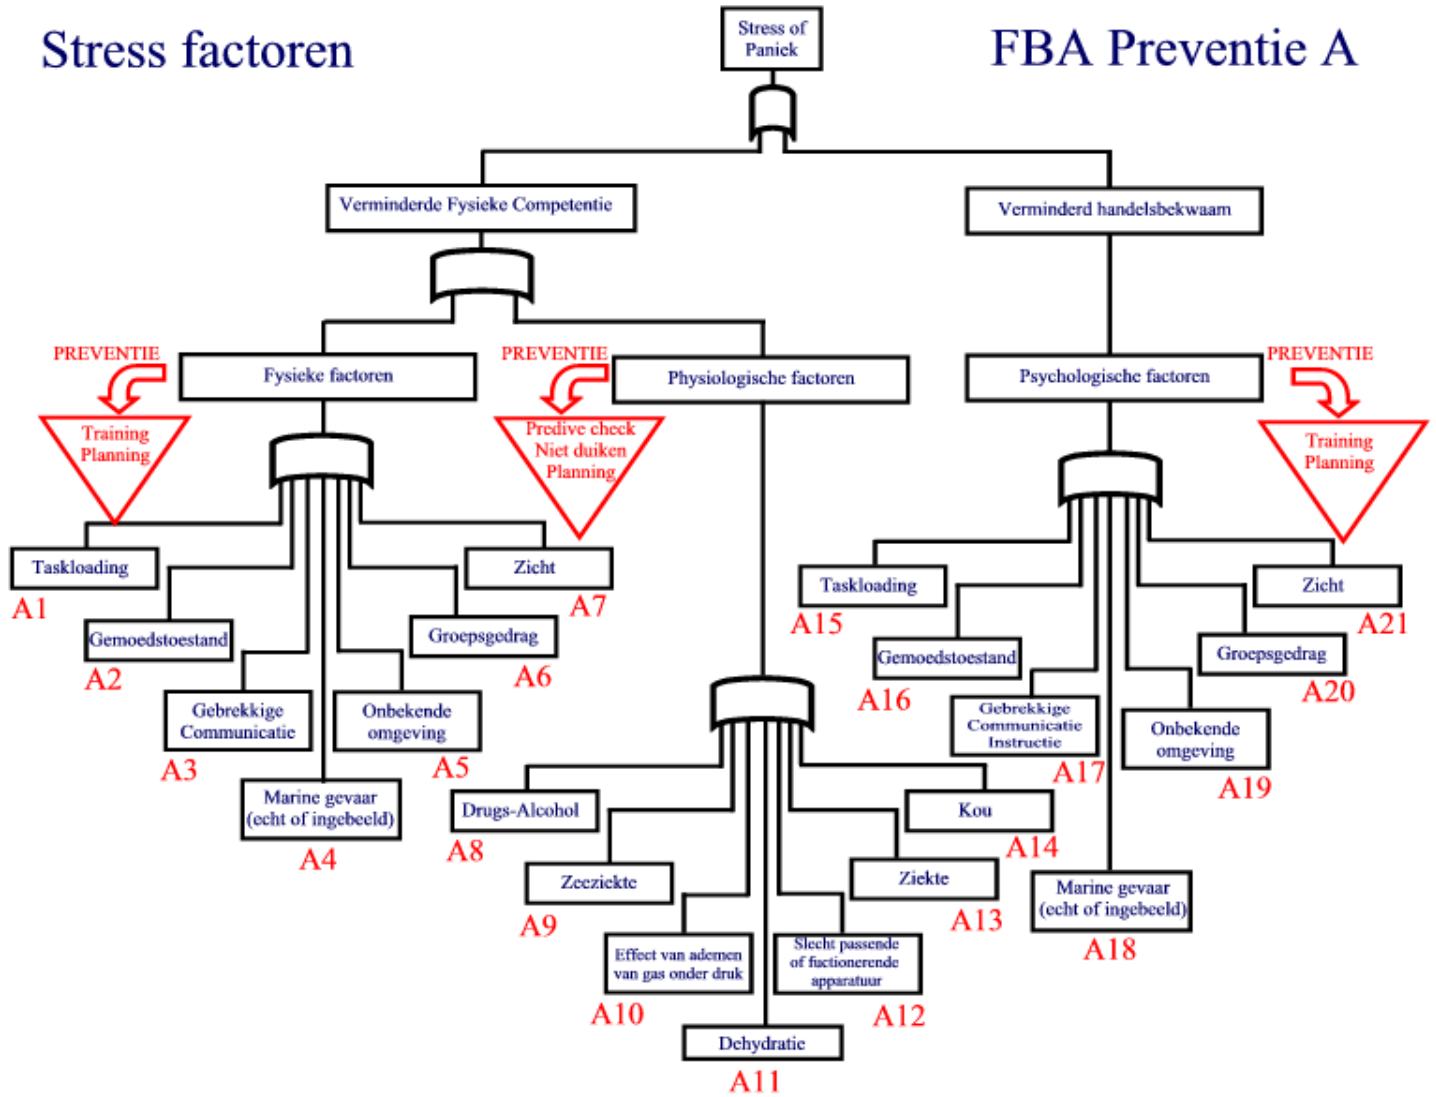 Stress factoren
Stress of
Paniek
FBA Preventie A
Verminderde Fysieke Competentie
Verminderd handelsbekwaam
PREVENTIE
Fysieke factoren
PREVENTIE
Physiologische factoren
Psychologische factoren
PREVENTIE
Training
Planning
Predive check
Niet duiken
Planning
Training
Planning
Taskloading
A1
Gemoedstoestand
A2
Gebrekkige
Communicatie
A3
Marine gevaar
(echt of ingebeeld)
A4
Onbekende
omgeving
A5
Groepsgedrag
A6
Zicht
A7
Drugs-Alcohol
A8
Zeeziekte
A9
Effect van ademen
van gas onder druk
A10
Dehydratie
A11
Slecht passende
of fuctionerende
apparatuur
A12
Ziekte
A13
Kou
A14
Taskloading
A15
Gemoedstoestand
A16
Gebrekkige
Communicatie
Instructie
A17
Marine gevaar
(echt of ingebeeld)
A18
Onbekende
omgeving
A19
Groepsgedrag
A20
Zicht
A21